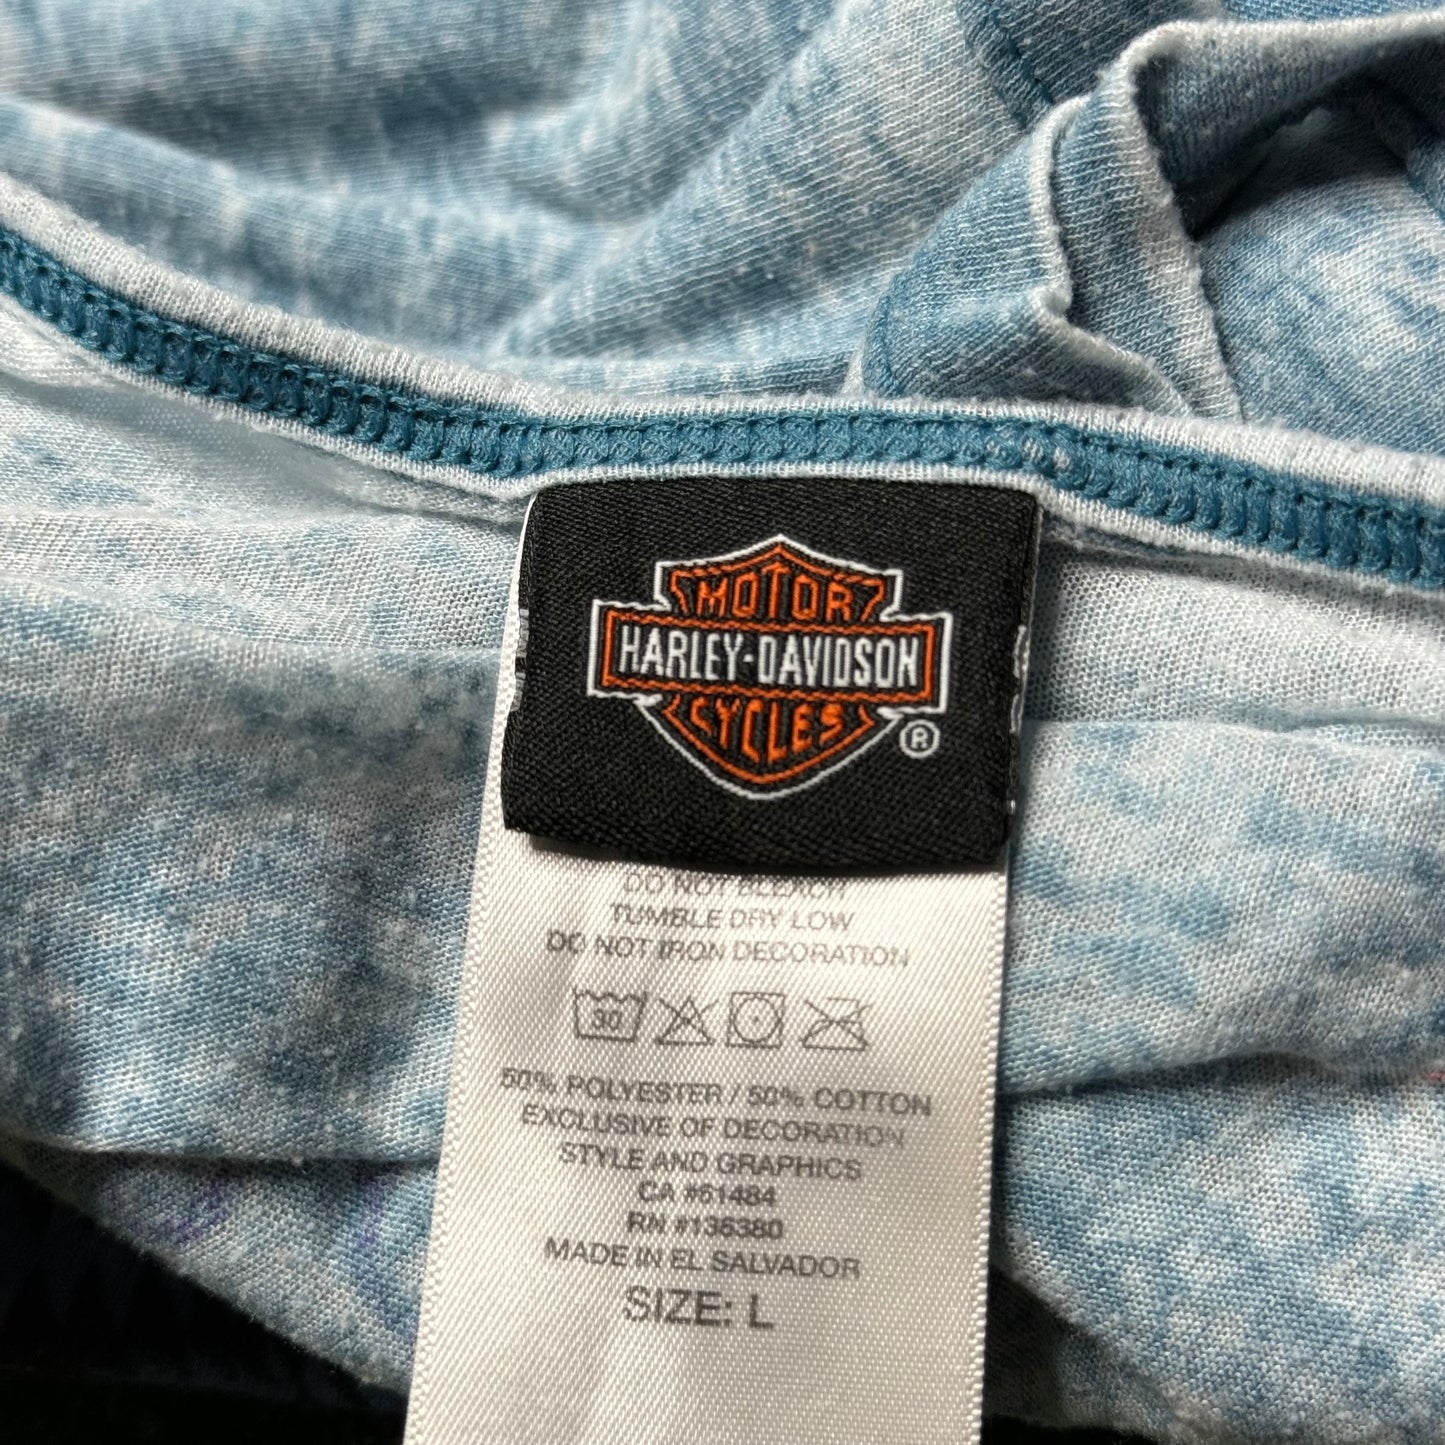 MOTOR
HARLEY-DAVIDSON
CYCLES
®
DO NOT BLEACH
TUMBLE DRY LOW
DO NOT IRON DECORATION
30
50% POLYESTER / 50% COTTON
EXCLUSIVE OF DECORATION
STYLE AND GRAPHICS
CA #61484
RN #136380
MADE IN EL SALVADOR
SIZE: L